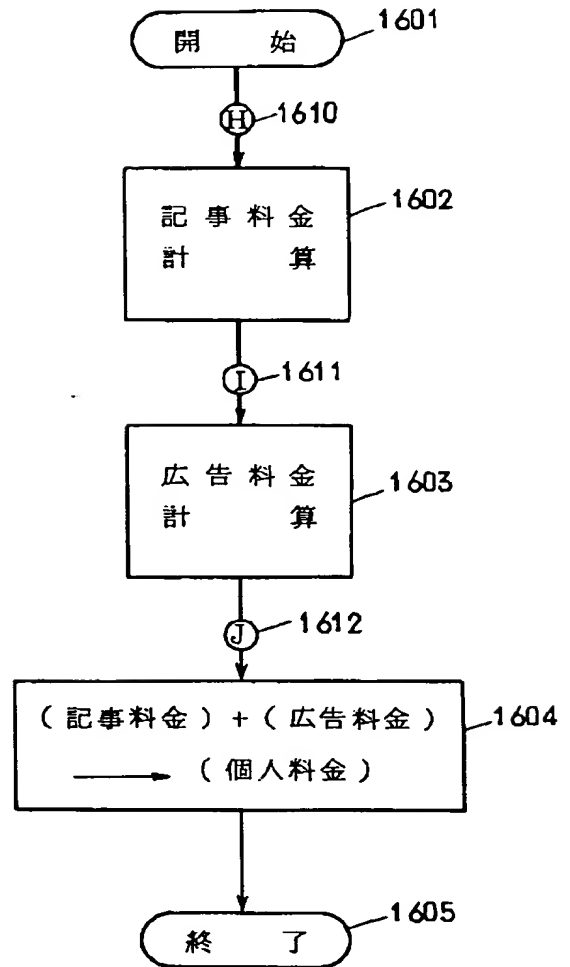 開始 1601
H 1610
記事料金 1602
計算
I 1611
広告料金 1603
計算
J 1612
(記事料金)+(広告料金) 1604
→(個人料金)
終了 1605